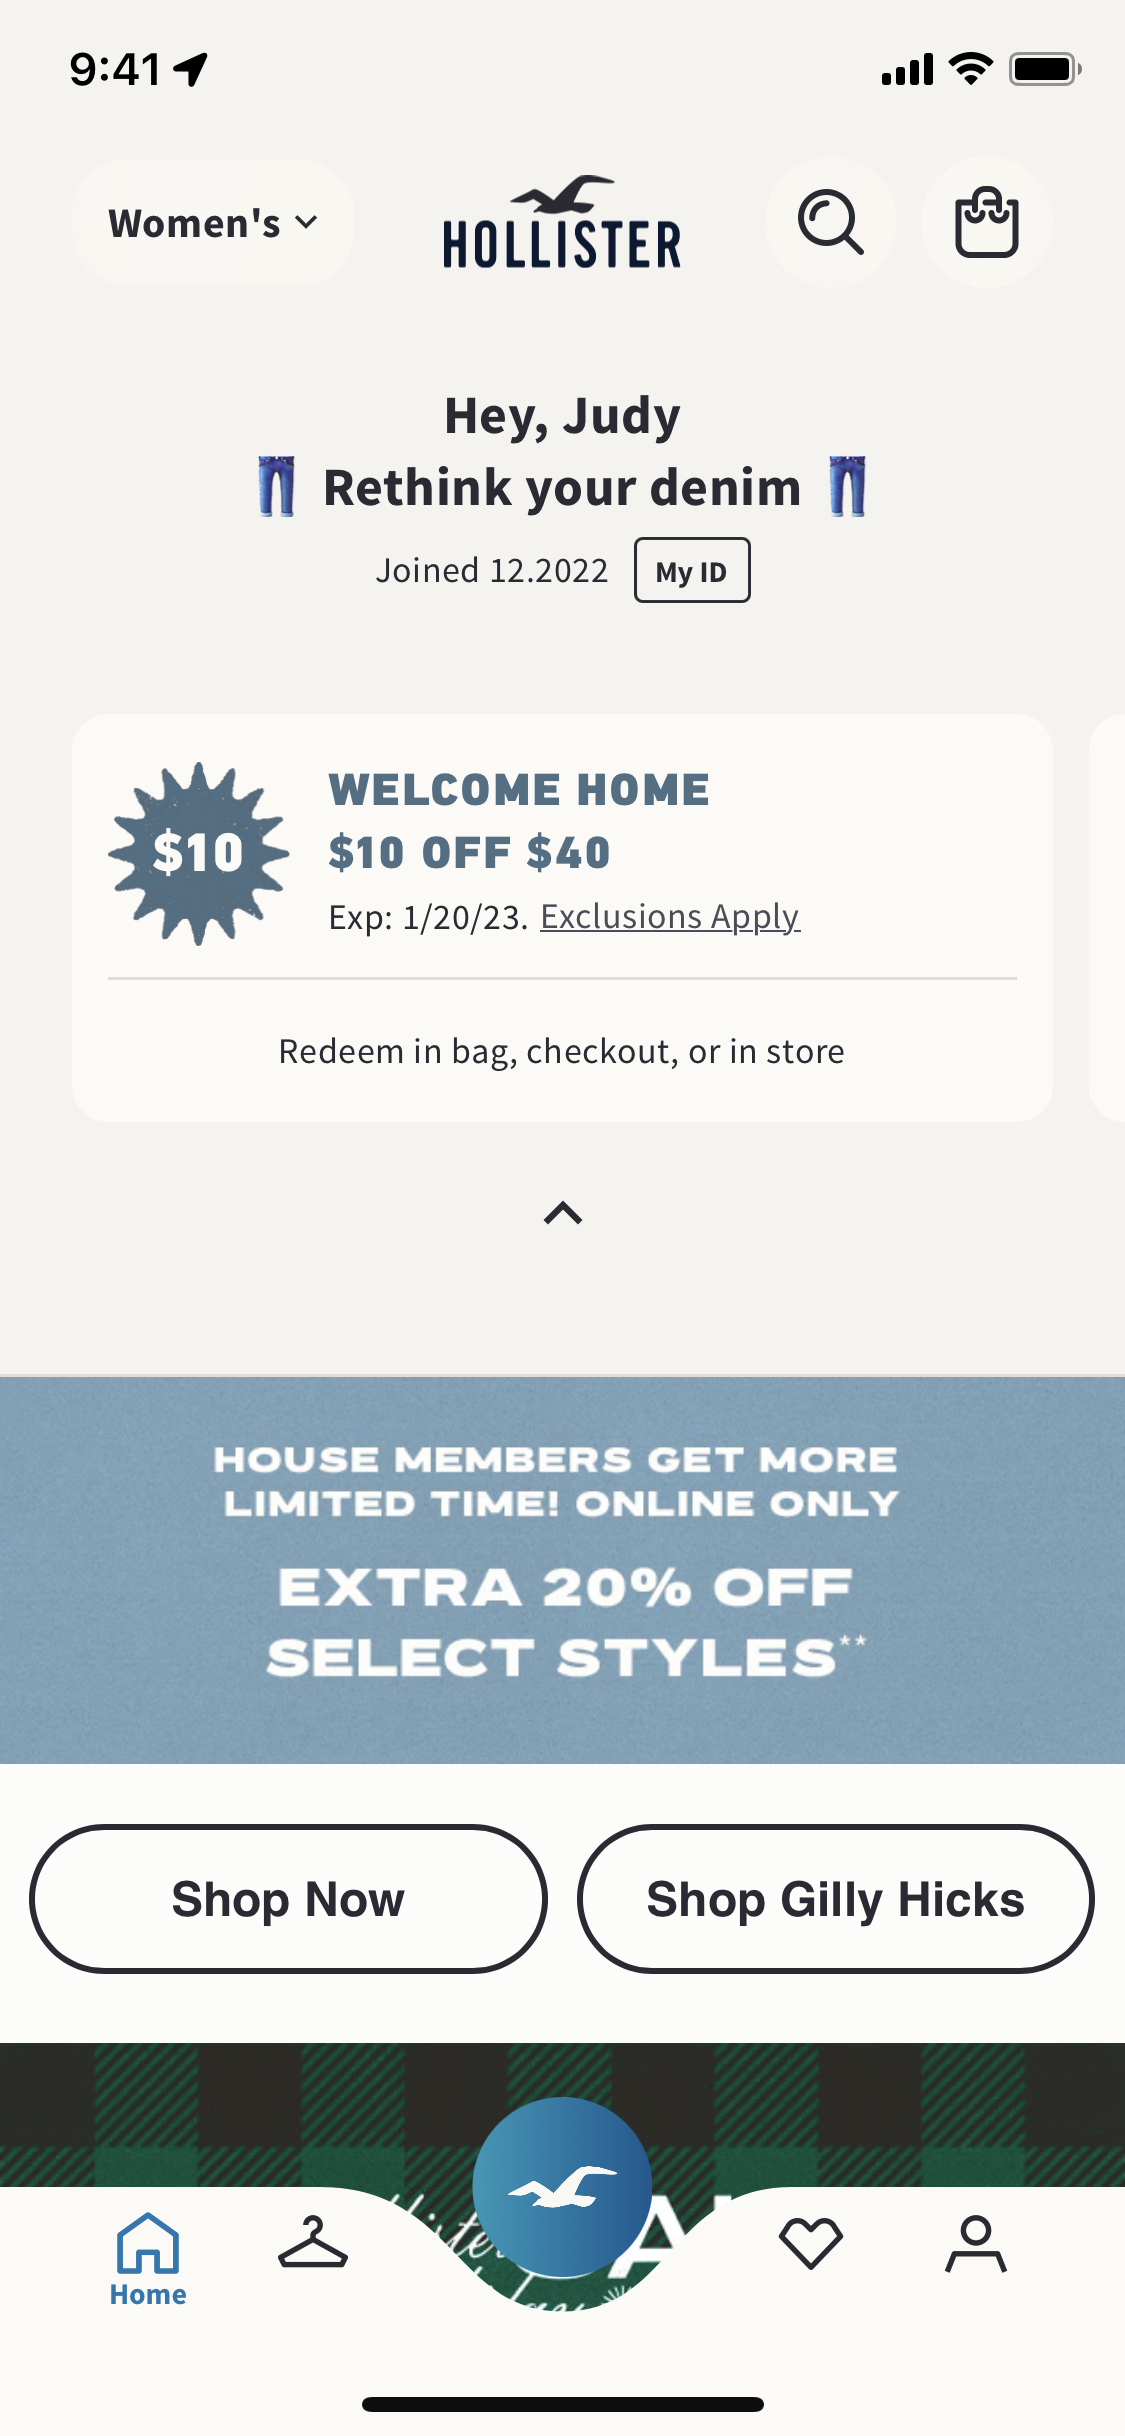 9:41
Women's
HOLLISTER
Hey, Judy
👖 Rethink your denim 👖
Joined 12.2022 My ID
$10
WELCOME HOME
$10 OFF $40
Exp: 1/20/23. Exclusions Apply
Redeem in bag, checkout, or in store
HOUSE MEMBERS GET MORE
LIMITED TIME! ONLINE ONLY
EXTRA 20% OFF
SELECT STYLES**
Shop Now
Shop Gilly Hicks
Home